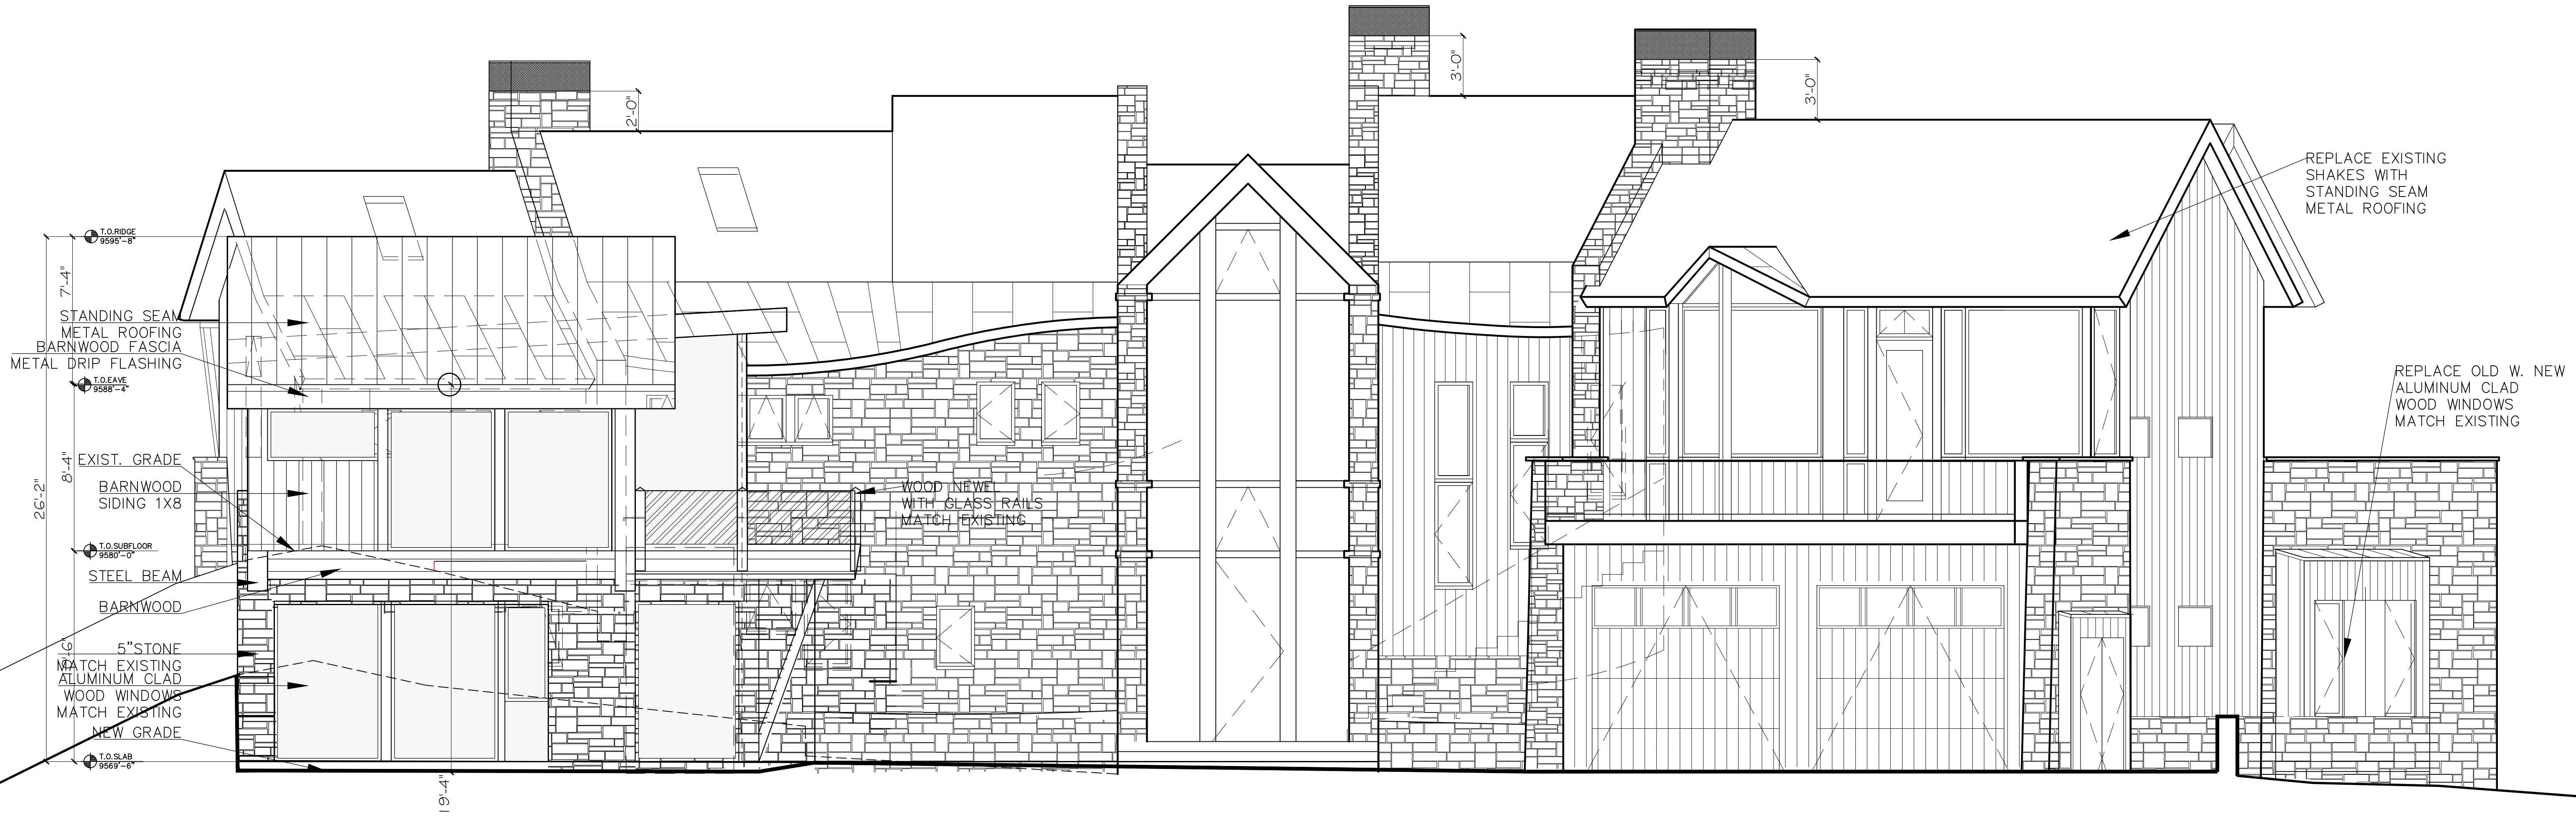 3'-0"
3'-0"
2'-0"
REPLACE EXISTING
SHAKES WITH
STANDING SEAM
METAL ROOFING
T.O.RIDGE
9595'-8"
7'-4"
STANDING SEAM
METAL ROOFING
BARNWOOD FASCIA
METAL DRIP FLASHING
T.O.EAVE
9588'-4"
REPLACE OLD W. NEW
ALUMINUM CLAD
WOOD WINDOWS
MATCH EXISTING
EXIST. GRADE
8'-4"
26'-2"
BARNWOOD
SIDING 1X8
WOOD NEWEL
WITH GLASS RAILS
MATCH EXISTING
T.O.SUBFLOOR
9580'-0"
STEEL BEAM
BARNWOOD
5"STONE
MATCH EXISTING
ALUMINUM CLAD
WOOD WINDOWS
MATCH EXISTING
NEW GRADE
T.O.SLAB
9569'-6"
19'-4"